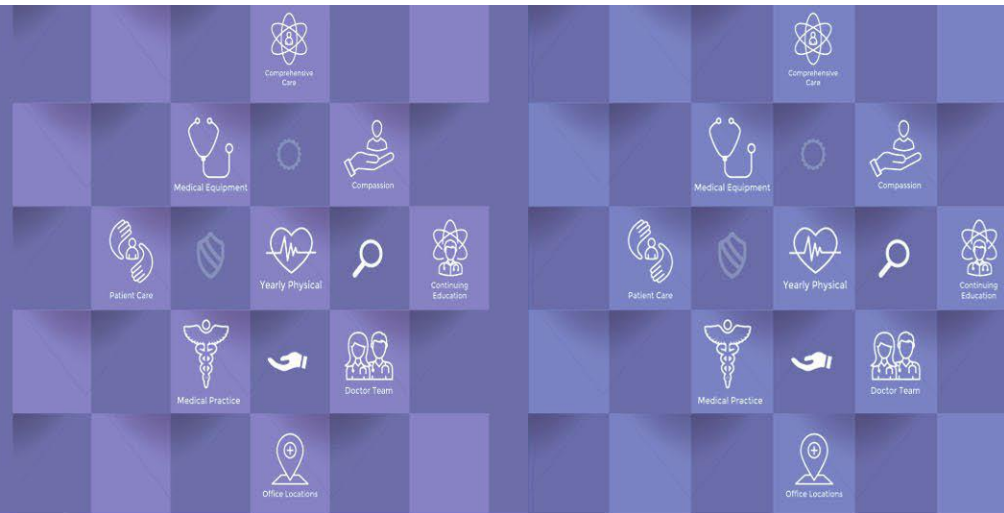 Comprehensive
Care
Comprehensive
Care
Medical Equipment
Compassion
Medical Equipment
Compassion
Patient Care
Yearly Physical
Continuing
Education
Patient Care
Yearly Physical
Continuing
Education
Medical Practice
Doctor Team
Medical Practice
Doctor Team
Office Locations
Office Locations